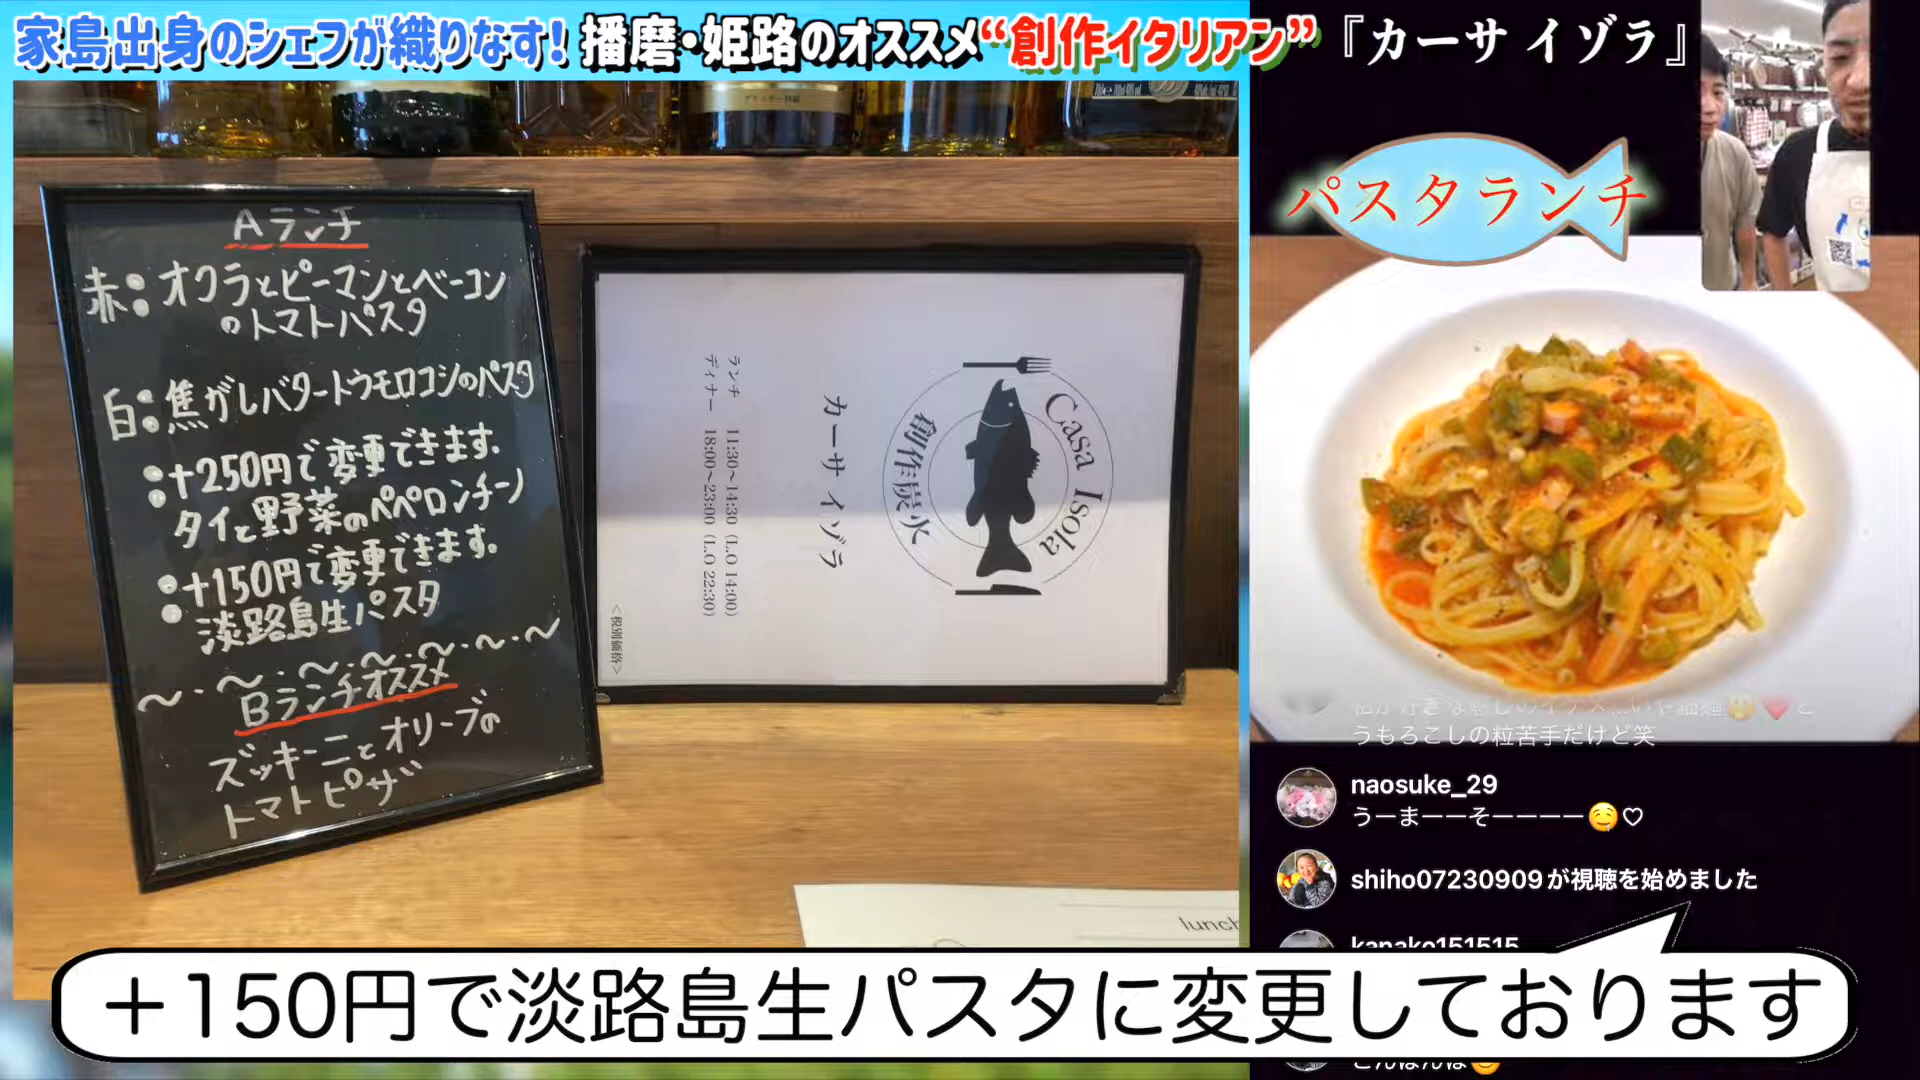 家島出身のシェフが織りなす！播磨・姫路のオススメ“創作イタリアン”『カーサ イゾラ』
Aランチ
赤：オクラとピーマンとベーコン
のトマトパスタ
白：焦がしバタートウモロコシのパスタ
：+250円で変更できます。
タイと野菜のペペロンチーノ
：+150円で変更できます。
淡路島生パスタ
〜・〜・〜・〜・〜・〜
Bランチオススメ
ズッキーニとオリーブの
トマトピザ
Casa Isola
創作炭火
カーサ イゾラ
ランチ 11:30〜14:30（L.O 14:00）
ディナー 18:00〜23:00（L.O 22:30）
＜税別価格＞
lunch
パスタランチ
うもろこしの粒苦手だけど笑
naosuke_29
うーまーーそーーーー🤤♡
shiho07230909が視聴を始めました
kanako151515
こんばんは😊
＋150円で淡路島生パスタに変更しております